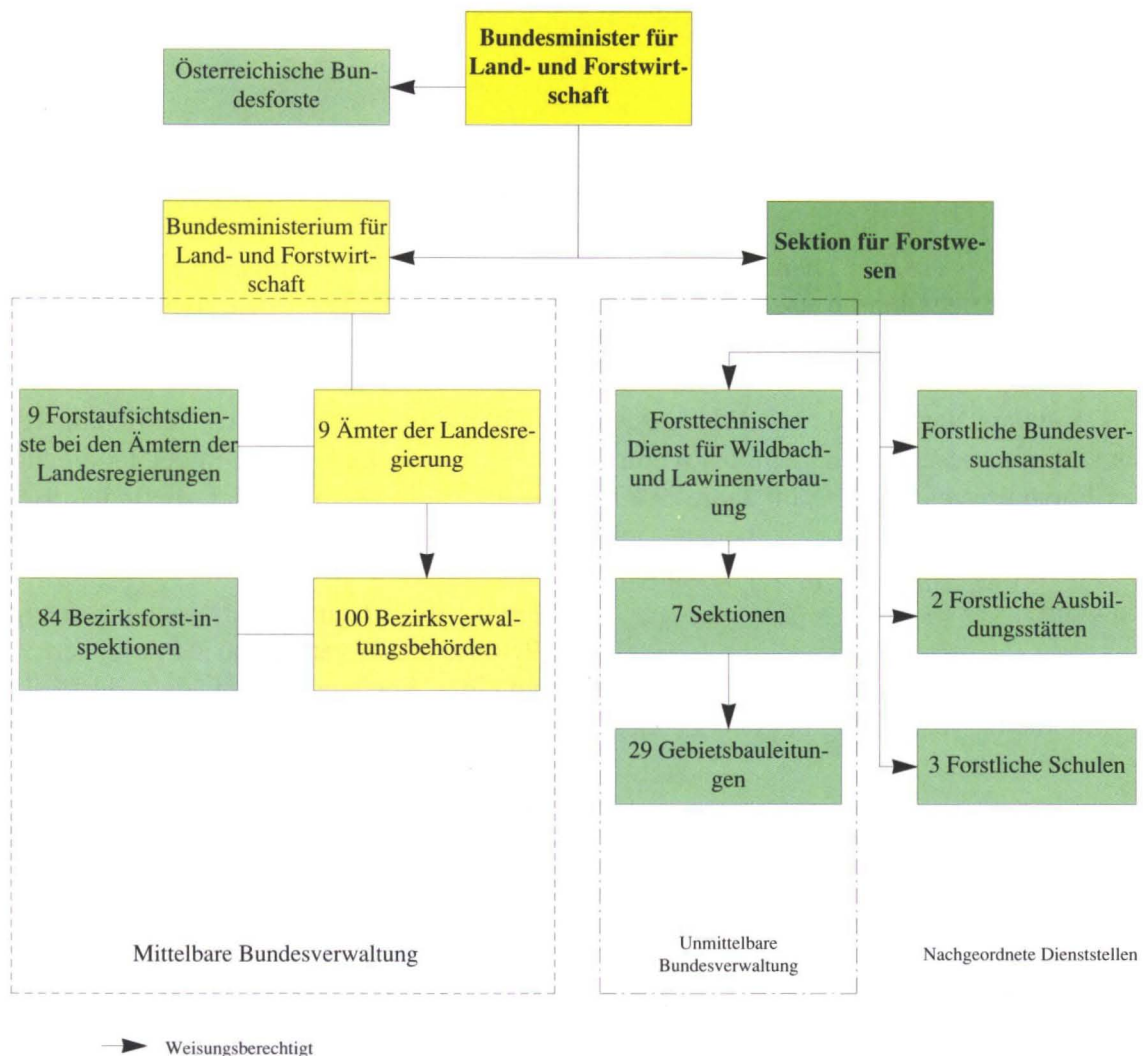 Bundesminister für
Land- und Forstwirt-
schaft
Österreichische Bun-
desforste
Bundesministerium für
Land- und Forstwirt-
schaft
Sektion für Forstwe-
sen
9 Forstaufsichtsdien-
ste bei den Ämtern der
Landesregierungen
9 Ämter der Landesre-
gierung
84 Bezirksforst-in-
spektionen
100 Bezirksverwal-
tungsbehörden
Mittelbare Bundesverwaltung
Forsttechnischer
Dienst für Wildbach-
und Lawinenverbau-
ung
7 Sektionen
29 Gebietsbauleitun-
gen
Unmittelbare
Bundesverwaltung
Forstliche Bundesver-
suchsanstalt
2 Forstliche Ausbil-
dungsstätten
3 Forstliche Schulen
Nachgeordnete Dienststellen
Weisungsberechtigt